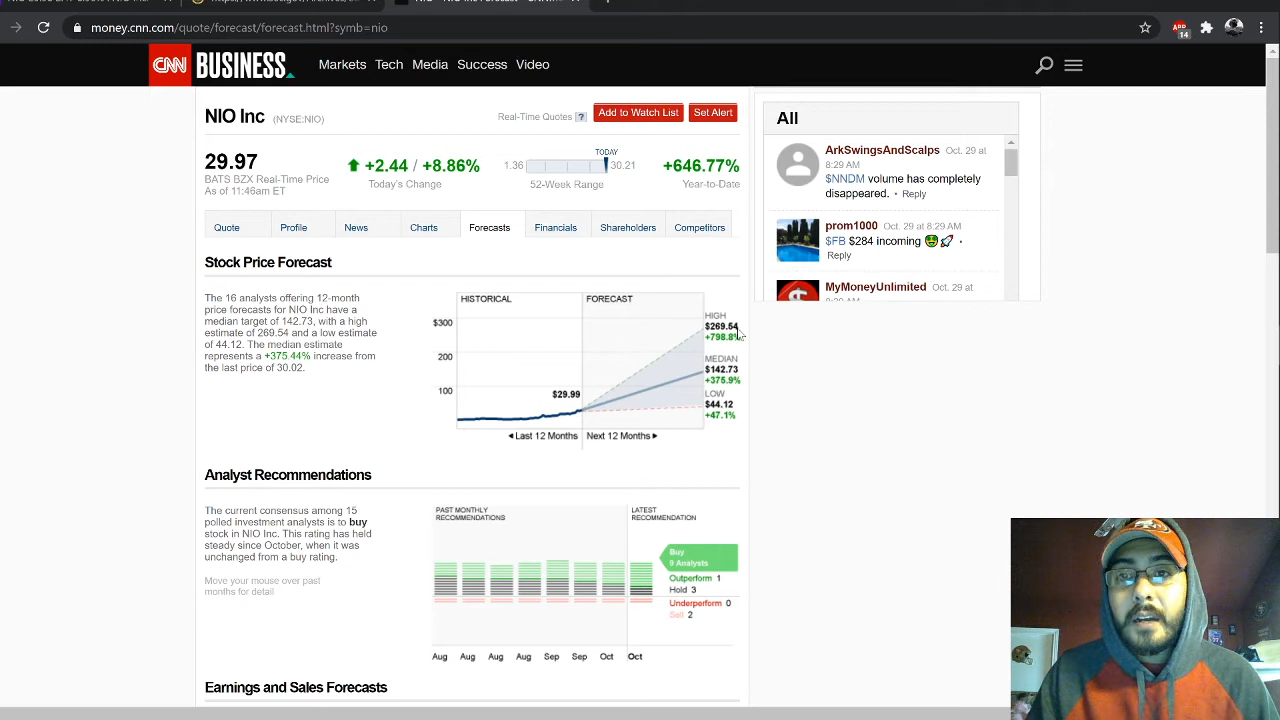 money.cnn.com/quote/forecast/forecast.html?symb=nio
14
CNN BUSINESS
Markets Tech Media Success Video
NIO Inc (NYSE:NIO)
Real-Time Quotes ?
Add to Watch List
Set Alert
29.97
BATS BZX Real-Time Price
As of 11:46am ET
+2.44 / +8.86%
Today's Change
TODAY
1.36 30.21
52-Week Range
+646.77%
Year-to-Date
Quote Profile News Charts Forecasts Financials Shareholders Competitors
Stock Price Forecast
The 16 analysts offering 12-month
price forecasts for NIO Inc have a
median target of 142.73, with a high
estimate of 269.54 and a low estimate
of 44.12. The median estimate
represents a +375.44% increase from
the last price of 30.02.
HISTORICAL
FORECAST
$300
200
100
$29.99
HIGH
$269.54
+798.8%
MEDIAN
$142.73
+375.9%
LOW
$44.12
+47.1%
Last 12 Months
Next 12 Months
Analyst Recommendations
The current consensus among 15
polled investment analysts is to buy
stock in NIO Inc. This rating has held
steady since October, when it was
unchanged from a buy rating.
Move your mouse over past
months for detail
PAST MONTHLY
RECOMMENDATIONS
LATEST
RECOMMENDATION
Buy
9 Analysts
Outperform 1
Hold 3
Underperform 0
Sell 2
Aug Aug Aug Aug Sep Sep Oct Oct
Earnings and Sales Forecasts
All
ArkSwingsAndScalps Oct. 29 at
8:29 AM
$NNDM volume has completely
disappeared. • Reply
prom1000 Oct. 29 at 8:29 AM
$FB $284 incoming 🤑🚀 •
Reply
MyMoneyUnlimited Oct. 29 at